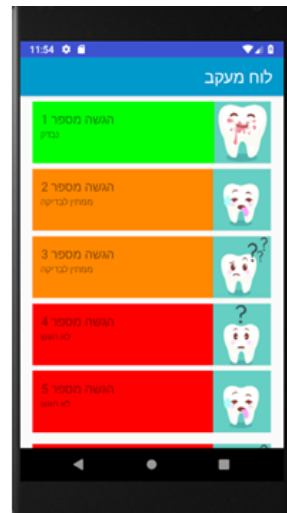 11:54
לוח מעקב
הגשה מספר 1
נבדק
הגשה מספר 2
ממתין לבדיקה
הגשה מספר 3
ממתין לבדיקה
הגשה מספר 4
לא הוגש
הגשה מספר 5
לא הוגש